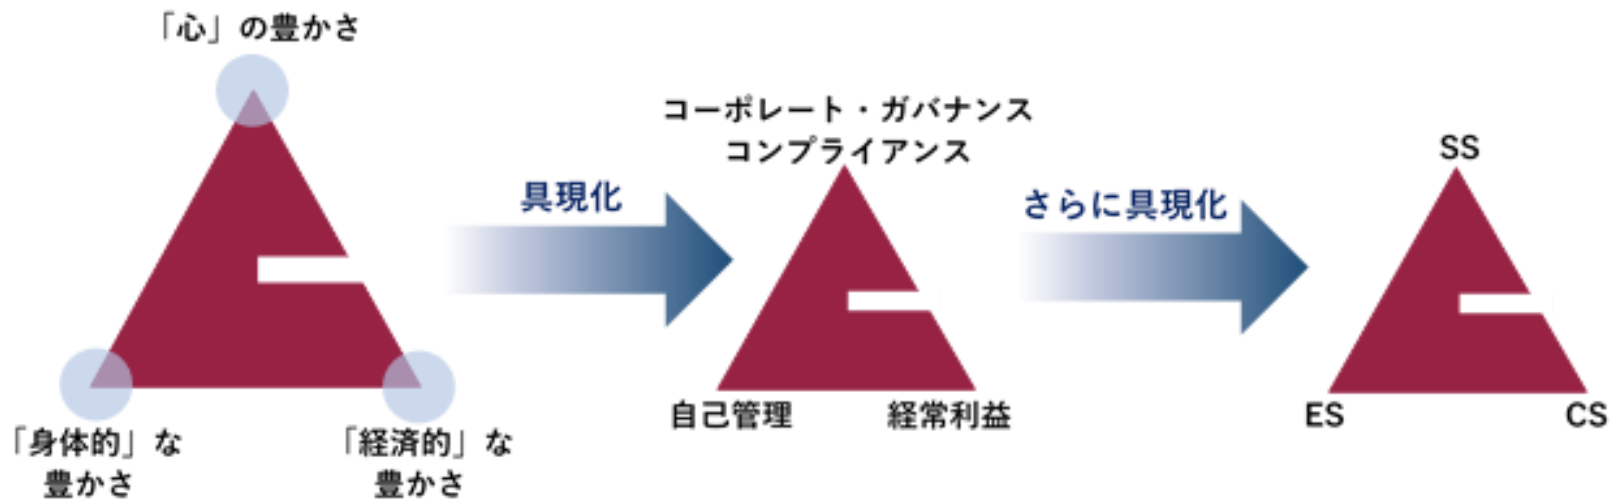 「心」の豊かさ
「身体的」な
豊かさ
「経済的」な
豊かさ
具現化
コーポレート・ガバナンス
コンプライアンス
自己管理
経常利益
さらに具現化
SS
ES
CS